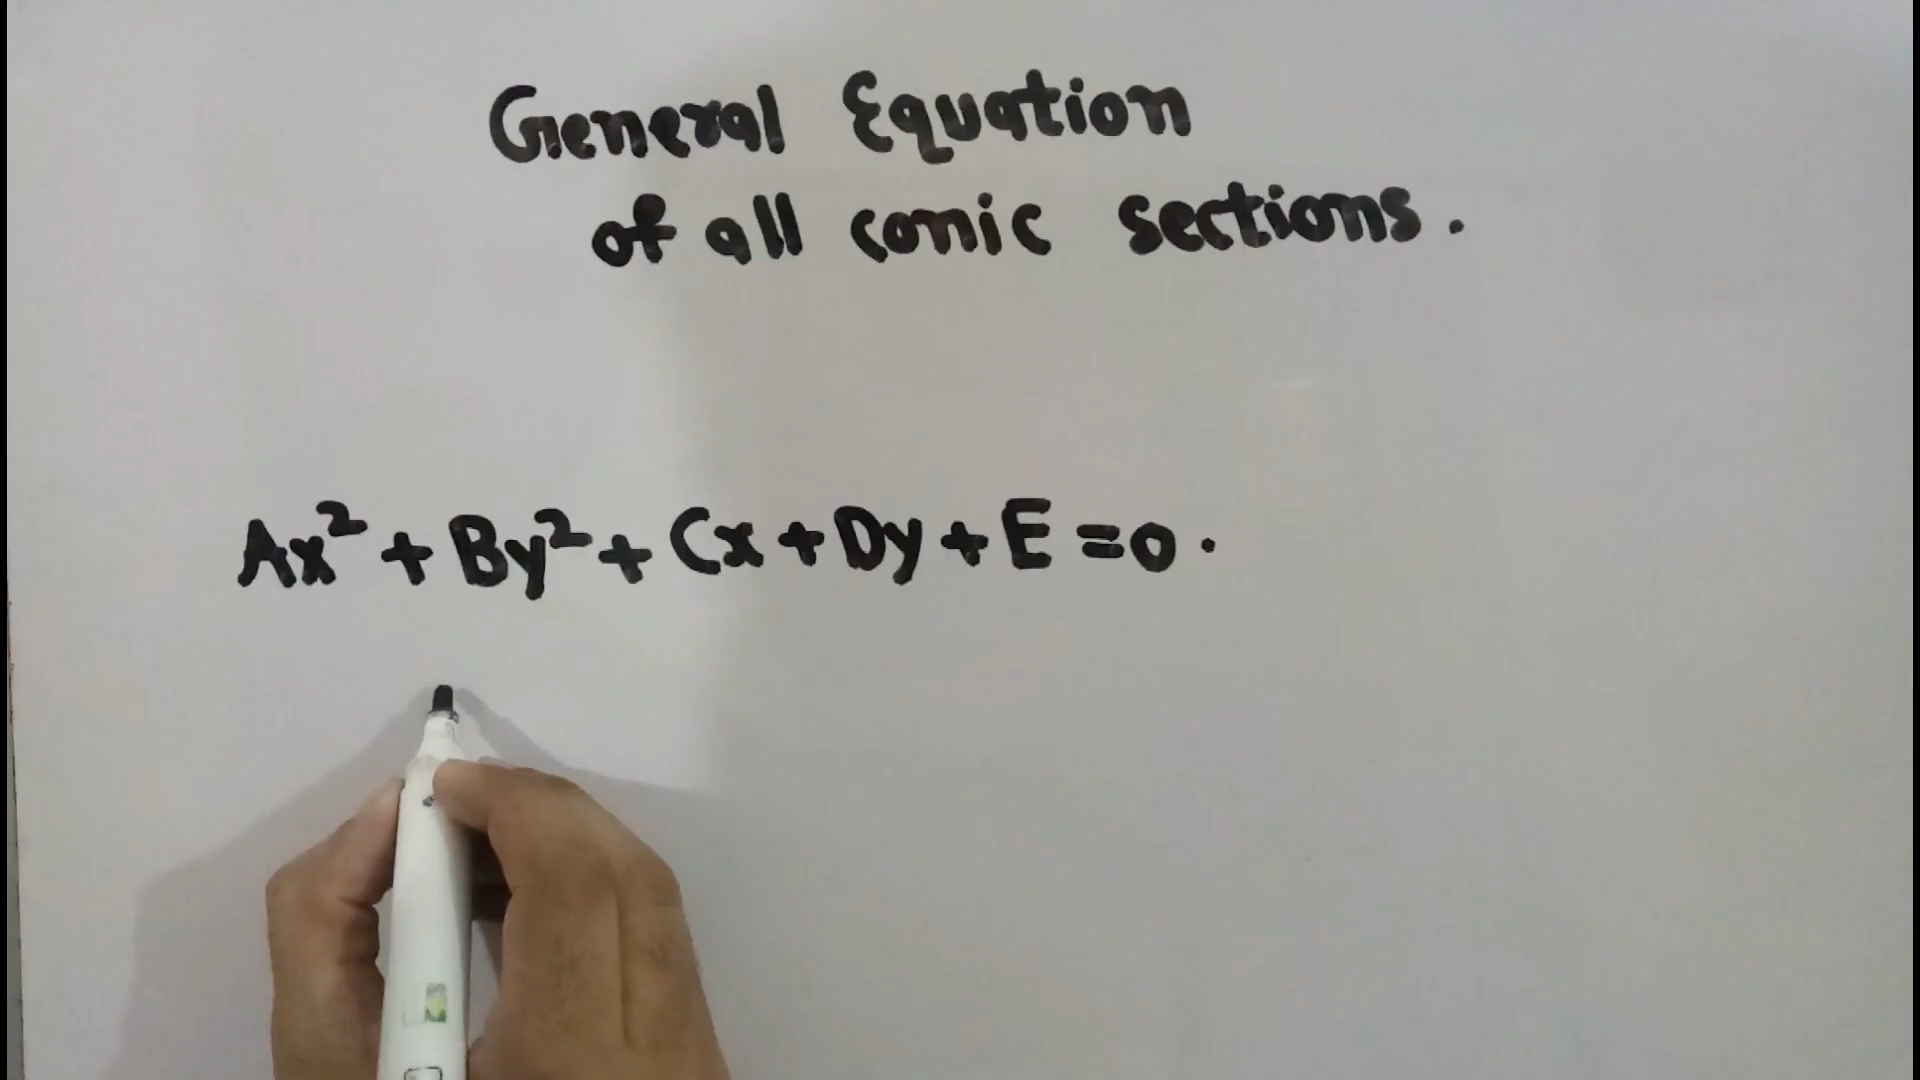 General Equation
of all conic sections.
Ax² + By² + Cx + Dy + E = 0.